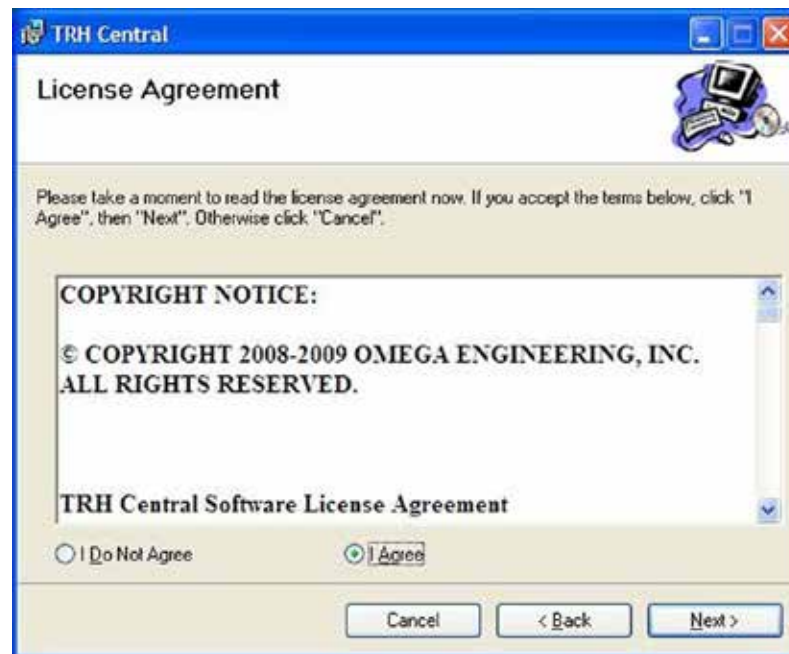 TRH Central
License Agreement
Please take a moment to read the license agreement now. If you accept the terms below, click "I
Agree", then "Next". Otherwise click "Cancel".
COPYRIGHT NOTICE:
© COPYRIGHT 2008-2009 OMEGA ENGINEERING, INC.
ALL RIGHTS RESERVED.
TRH Central Software License Agreement
I Do Not Agree
I Agree
Cancel
< Back
Next >